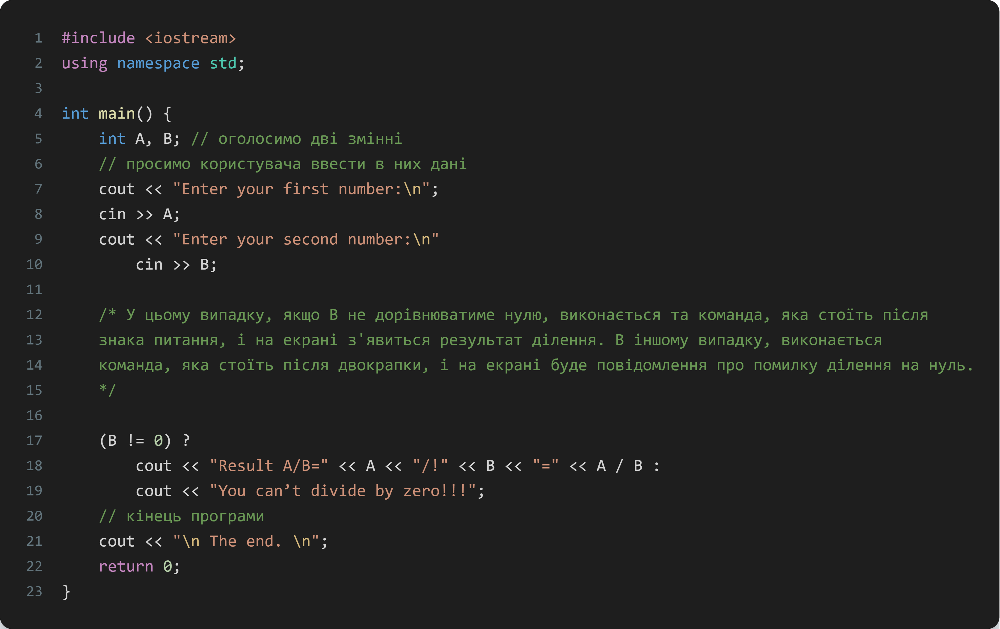 1 #include <iostream>
2 using namespace std;
3
4 int main() {
5     int A, B; // оголосимо дві змінні
6     // просимо користувача ввести в них дані
7     cout << "Enter your first number:\n";
8     cin >> A;
9     cout << "Enter your second number:\n"
10         cin >> B;
11
12     /* У цьому випадку, якщо B не дорівнюватиме нулю, виконається та команда, яка стоїть після
13     знака питання, і на екрані з'явиться результат ділення. В іншому випадку, виконається
14     команда, яка стоїть після двокрапки, і на екрані буде повідомлення про помилку ділення на нуль.
15     */
16
17     (B != 0) ?
18         cout << "Result A/B=" << A << "/!" << B << "=" << A / B :
19         cout << "You can’t divide by zero!!!";
20     // кінець програми
21     cout << "\n The end. \n";
22     return 0;
23 }